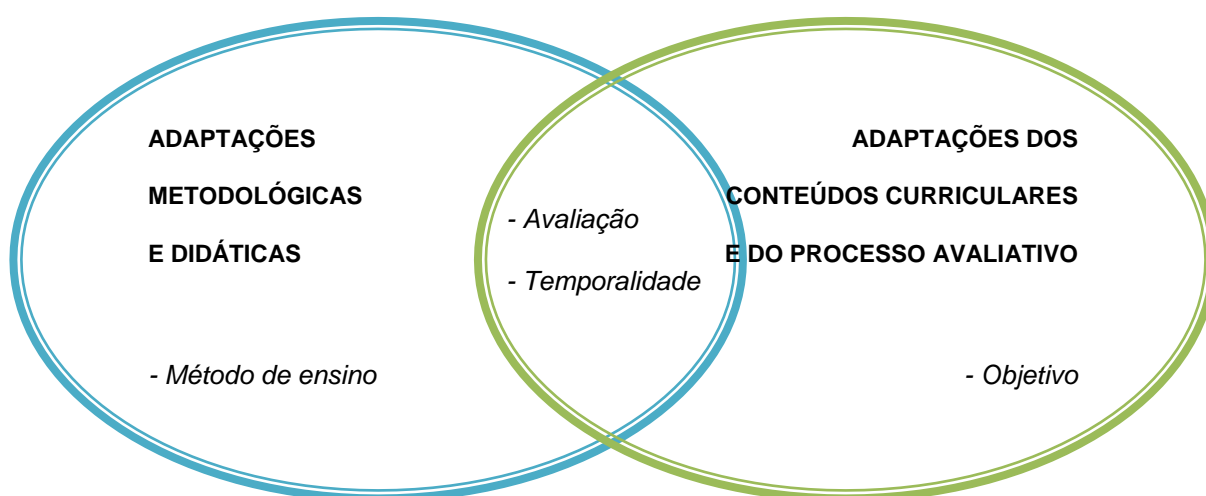 ADAPTAÇÕES
METODOLÓGICAS
E DIDÁTICAS
- Método de ensino
- Avaliação
- Temporalidade
ADAPTAÇÕES DOS
CONTEÚDOS CURRICULARES
E DO PROCESSO AVALIATIVO
- Objetivo